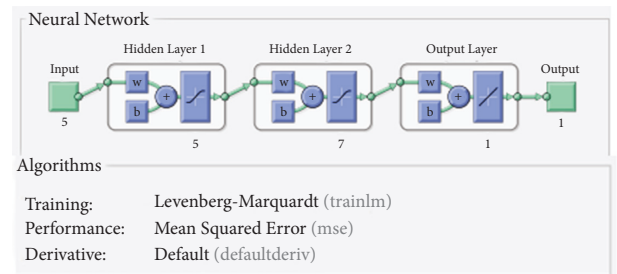 Neural Network
Hidden Layer 1 Hidden Layer 2 Output Layer
Input Output
w w w
+ + +
b b b
5 1
5 7 1
Algorithms
Training: Levenberg-Marquardt (trainlm)
Performance: Mean Squared Error (mse)
Derivative: Default (defaultderiv)